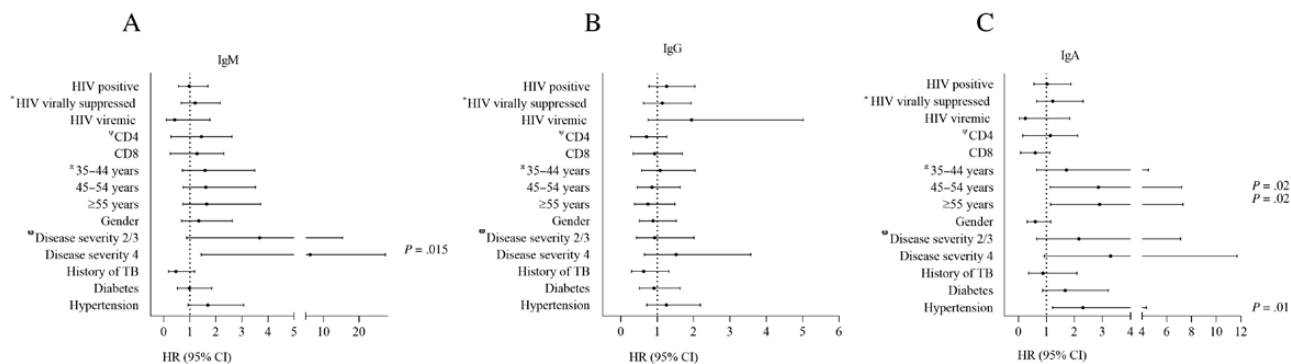 A
IgM
HIV positive
*HIV virally suppressed
HIV viremic
ΨCD4
CD8
¤35–44 years
45–54 years
≥55 years
Gender
Disease severity 2/3
Disease severity 4
P = .015
History of TB
Diabetes
Hypertension
0 1 2 3 4 5 10 20
HR (95% CI)
B
IgG
HIV positive
*HIV virally suppressed
HIV viremic
ΨCD4
CD8
¤35–44 years
45–54 years
≥55 years
Gender
Disease severity 2/3
Disease severity 4
History of TB
Diabetes
Hypertension
0 1 2 3 4 5 6
HR (95% CI)
C
IgA
HIV positive
*HIV virally suppressed
HIV viremic
ΨCD4
CD8
¤35–44 years
45–54 years
P = .02
≥55 years
P = .02
Gender
Disease severity 2/3
Disease severity 4
History of TB
Diabetes
Hypertension
P = .01
0 1 2 3 4 4 6 8 10 12
HR (95% CI)